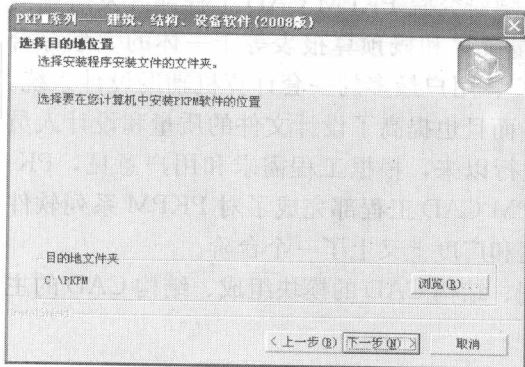 PKPM系列——建筑、结构、设备软件(2008版)
选择目的地位置
选择安装程序安装文件的文件夹。
选择要在您计算机中安装PKPM软件的位置
目的地文件夹
C:\PKPM
浏览(R)
< 上一步(B)
下一步(N) >
取消